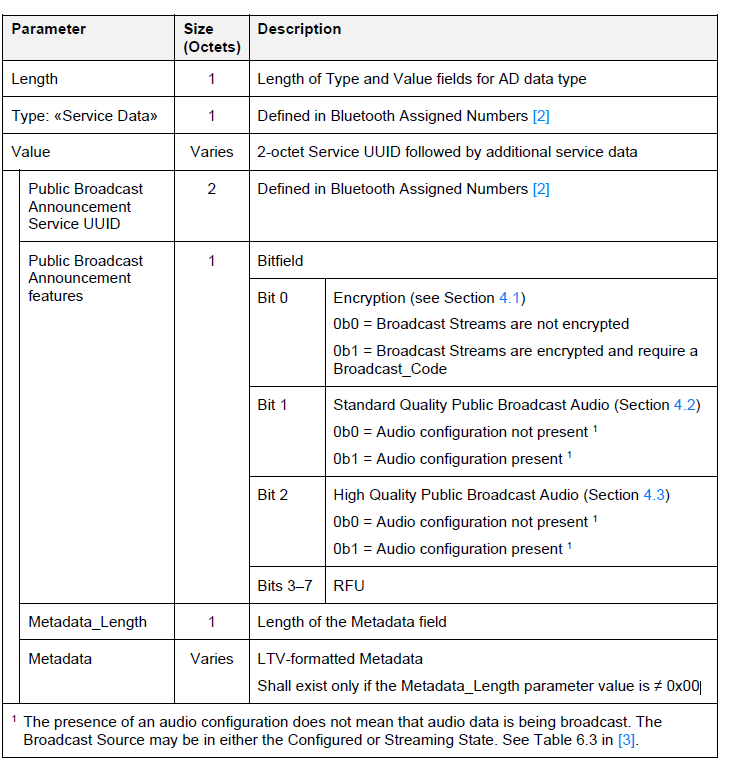 Parameter Size (Octets) Description
Length 1 Length of Type and Value fields for AD data type
Type: «Service Data» 1 Defined in Bluetooth Assigned Numbers [2]
Value Varies 2-octet Service UUID followed by additional service data
Public Broadcast Announcement Service UUID 2 Defined in Bluetooth Assigned Numbers [2]
Public Broadcast Announcement features 1 Bitfield
Bit 0 Encryption (see Section 4.1)
0b0 = Broadcast Streams are not encrypted
0b1 = Broadcast Streams are encrypted and require a
Broadcast_Code
Bit 1 Standard Quality Public Broadcast Audio (Section 4.2)
0b0 = Audio configuration not present ¹
0b1 = Audio configuration present ¹
Bit 2 High Quality Public Broadcast Audio (Section 4.3)
0b0 = Audio configuration not present ¹
0b1 = Audio configuration present ¹
Bits 3–7 RFU
Metadata_Length 1 Length of the Metadata field
Metadata Varies LTV-formatted Metadata
Shall exist only if the Metadata_Length parameter value is ≠ 0x00
¹ The presence of an audio configuration does not mean that audio data is being broadcast. The
Broadcast Source may be in either the Configured or Streaming State. See Table 6.3 in [3].